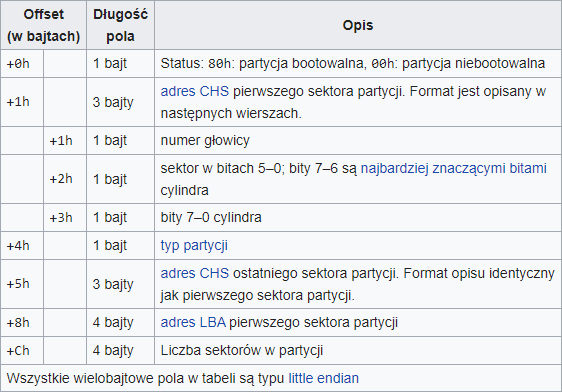 Offset
(w bajtach)
Długość
pola
Opis
+0h 1 bajt Status: 80h: partycja bootowalna, 00h: partycja niebootowalna
+1h 3 bajty adres CHS pierwszego sektora partycji. Format jest opisany w
następnych wierszach.
+1h 1 bajt numer głowicy
+2h 1 bajt sektor w bitach 5–0; bity 7–6 są najbardziej znaczącymi bitami
cylindra
+3h 1 bajt bity 7–0 cylindra
+4h 1 bajt typ partycji
+5h 3 bajty adres CHS ostatniego sektora partycji. Format opisu identyczny
jak pierwszego sektora partycji.
+8h 4 bajty adres LBA pierwszego sektora partycji
+Ch 4 bajty Liczba sektorów w partycji
Wszystkie wielobajtowe pola w tabeli są typu little endian